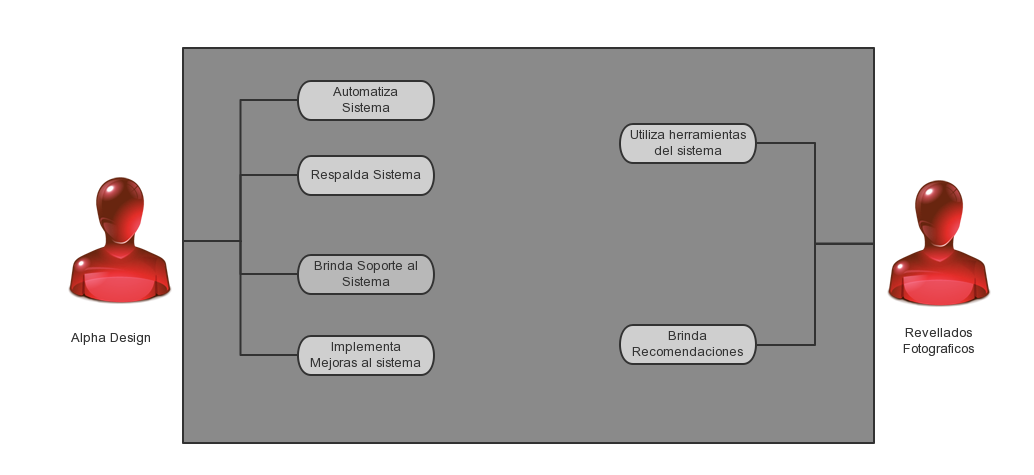 Automatiza
Sistema
Respalda Sistema
Brinda Soporte al
Sistema
Implementa
Mejoras al sistema
Utiliza herramientas
del sistema
Brinda
Recomendaciones
Alpha Design
Revellados
Fotograficos